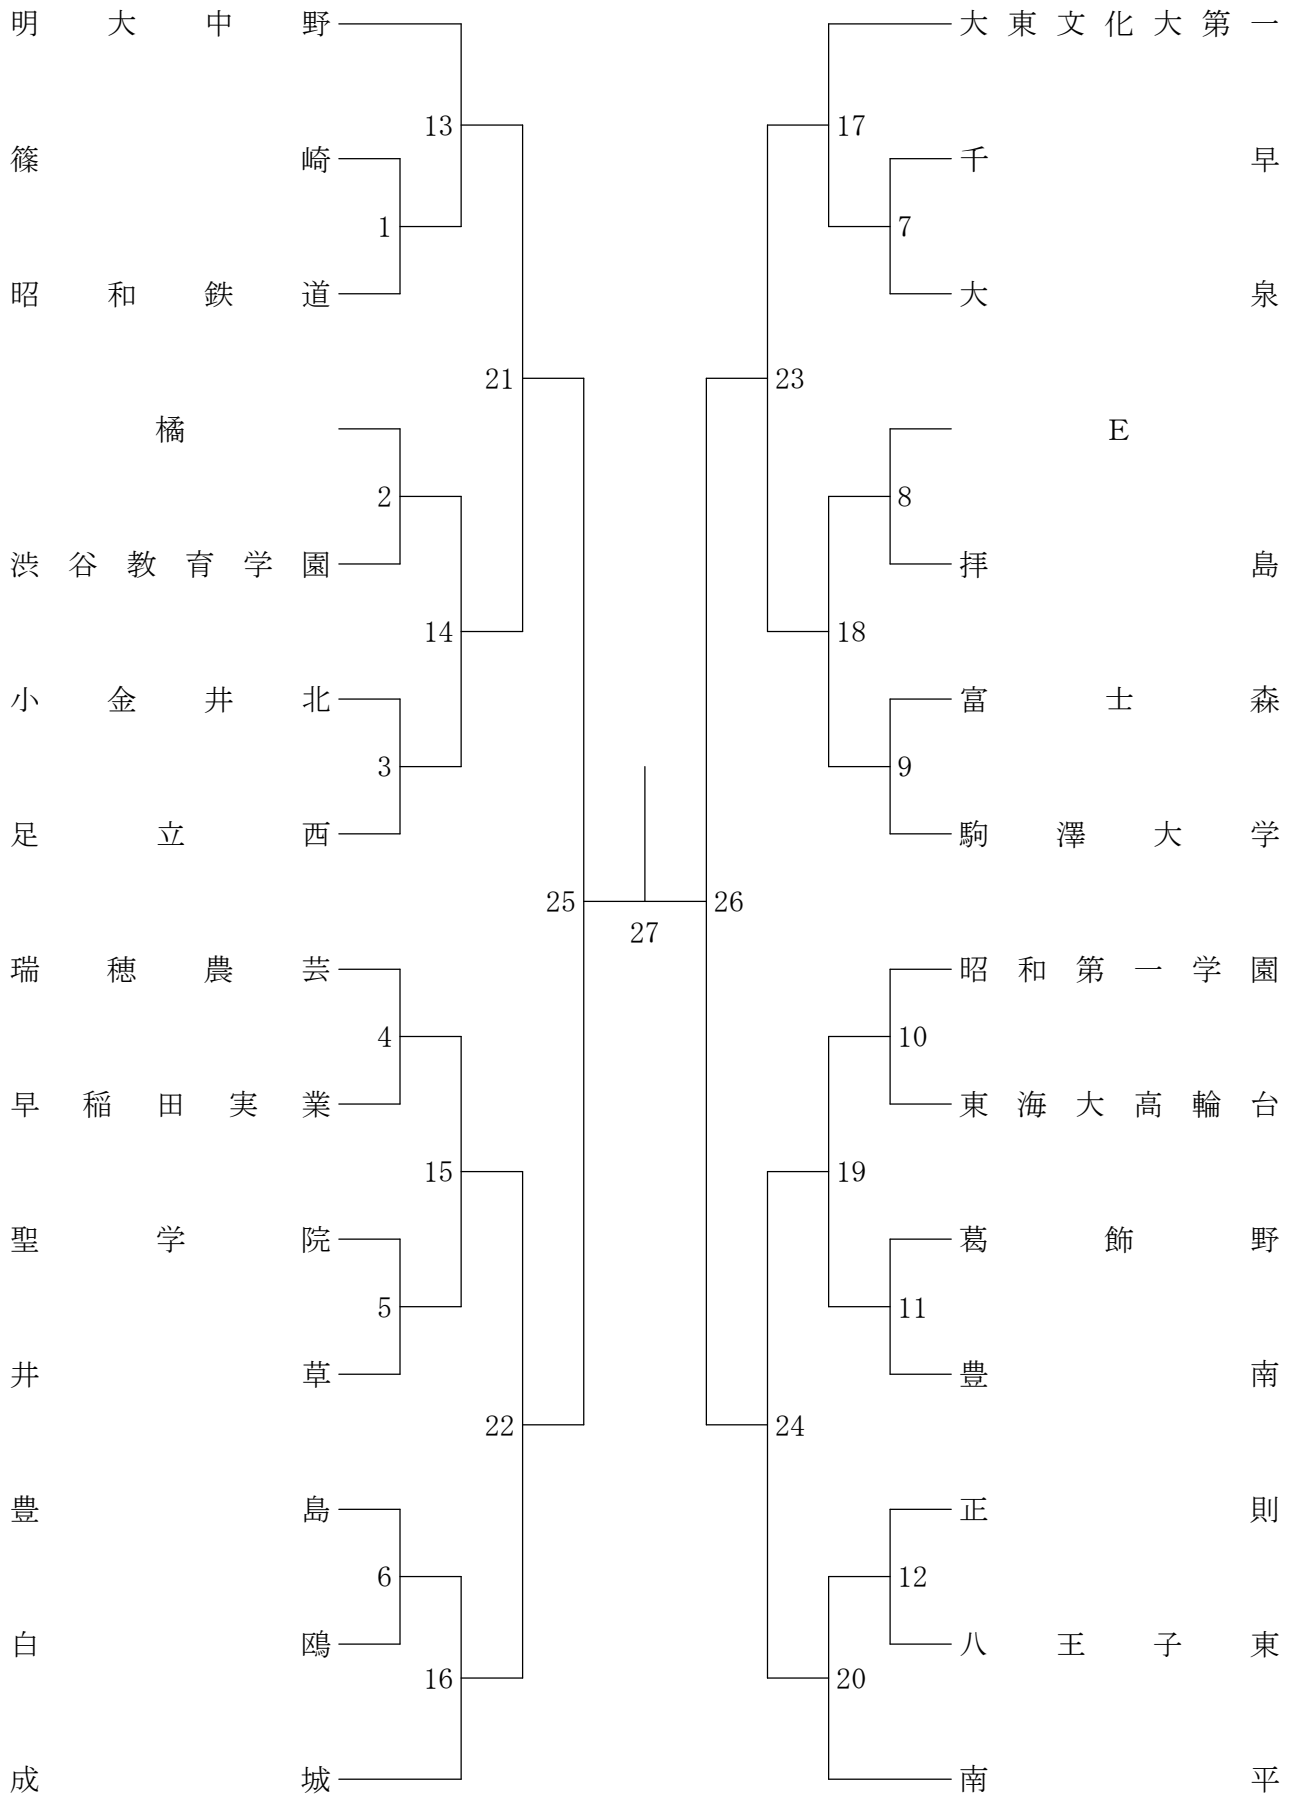 明大中野
13
篠崎
1
昭和鉄道
21
橘
2
渋谷教育学園
14
小金井北
3
足立西
25
瑞穂農芸
4
早稲田実業
15
聖学院
5
井草
22
豊島
6
白鴎
16
成城
27
大東文化大第一
17
千早
7
大泉
23
E
8
拝島
18
富士森
9
駒澤大学
26
昭和第一学園
10
東海大高輪台
19
葛飾野
11
豊南
24
正則
12
八王子東
20
南平